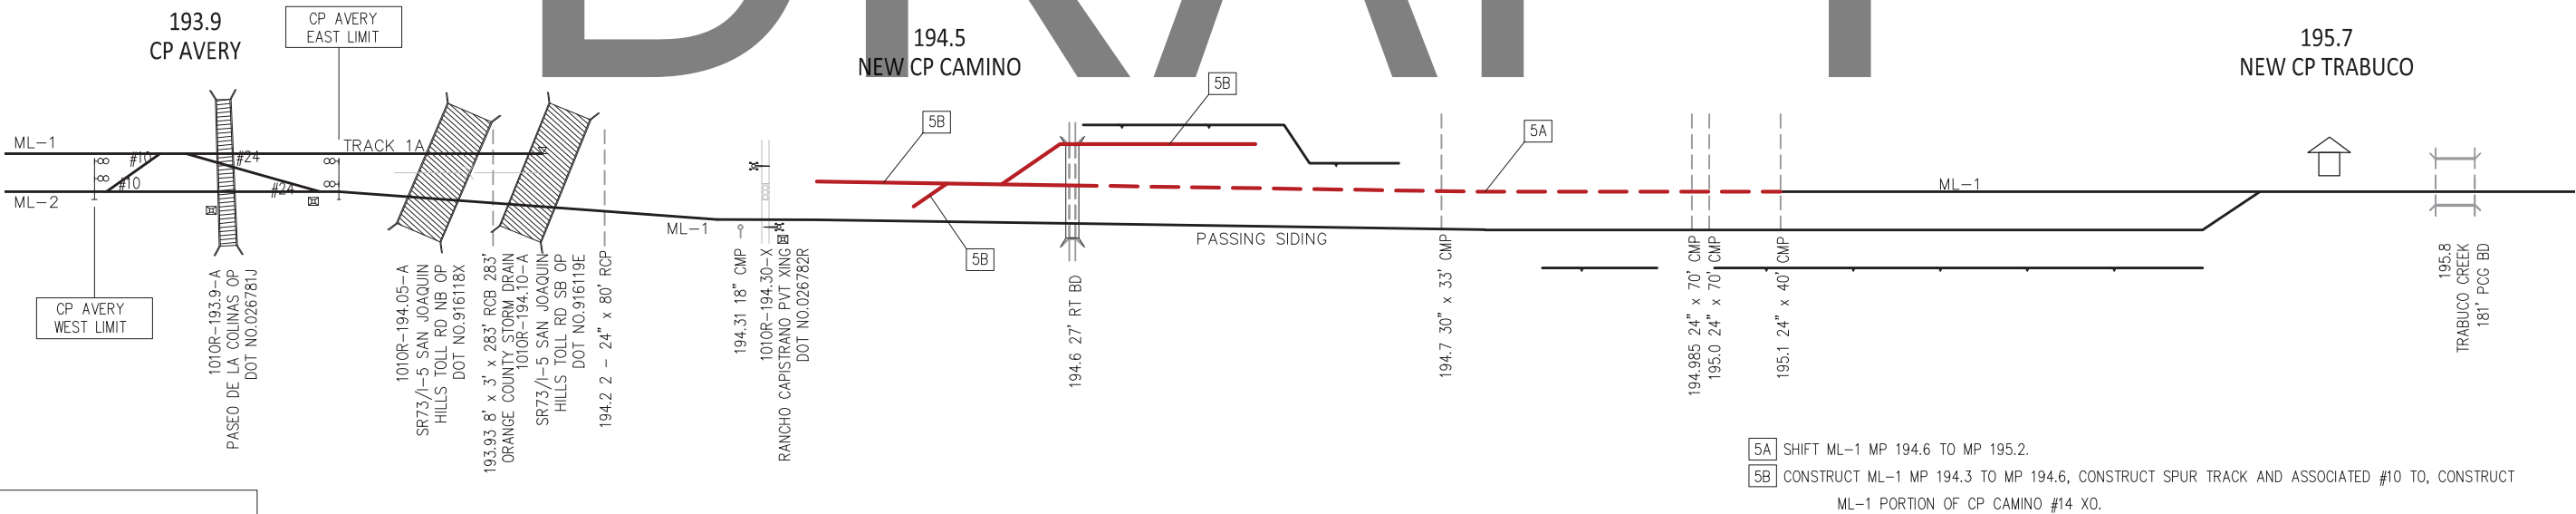 DRAFT
193.9
CP AVERY
CP AVERY
EAST LIMIT
194.5
NEW CP CAMINO
195.7
NEW CP TRABUCO
5B
5B
5A
ML-1
#10
#24
TRACK 1A
#10
#24
ML-2
ML-1
5B
PASSING SIDING
ML-1
CP AVERY
WEST LIMIT
101OR-193.9-A
PASEO DE LA COLINAS OP
DOT NO.026781J
101OR-194.05-A
SR73/I-5 SAN JOAQUIN
HILLS TOLL RD NB OP
DOT NO.916118X
193.93 8' x 3' x 283' RCB 283'
ORANGE COUNTY STORM DRAIN
101OR-194.10-A
SR73/I-5 SAN JOAQUIN
HILLS TOLL RD SB OP
DOT NO.916119E
194.2 2 - 24" x 80' RCP
194.31 18" CMP
101OR-194.30-X
RANCHO CAPISTRANO PVT XING
DOT NO.026782R
194.6 27' RT BD
194.7 30" x 33' CMP
194.985 24" x 70' CMP
195.0 24" x 70' CMP
195.1 24" x 40' CMP
195.8
TRABUCO CREEK
181' PCG BD
5A SHIFT ML-1 MP 194.6 TO MP 195.2.
5B CONSTRUCT ML-1 MP 194.3 TO MP 194.6, CONSTRUCT SPUR TRACK AND ASSOCIATED #10 TO, CONSTRUCT
ML-1 PORTION OF CP CAMINO #14 XO.